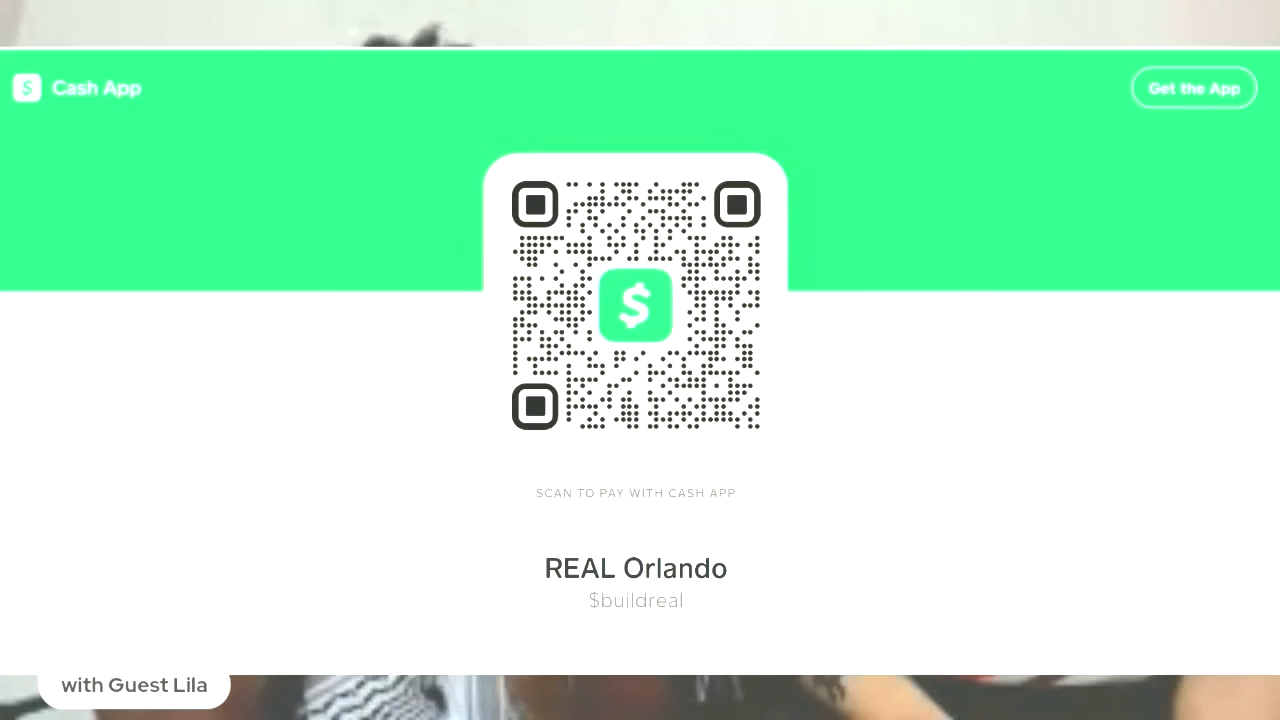 Cash App
Get the App
SCAN TO PAY WITH CASH APP
REAL Orlando
$buildreal
with Guest Lila